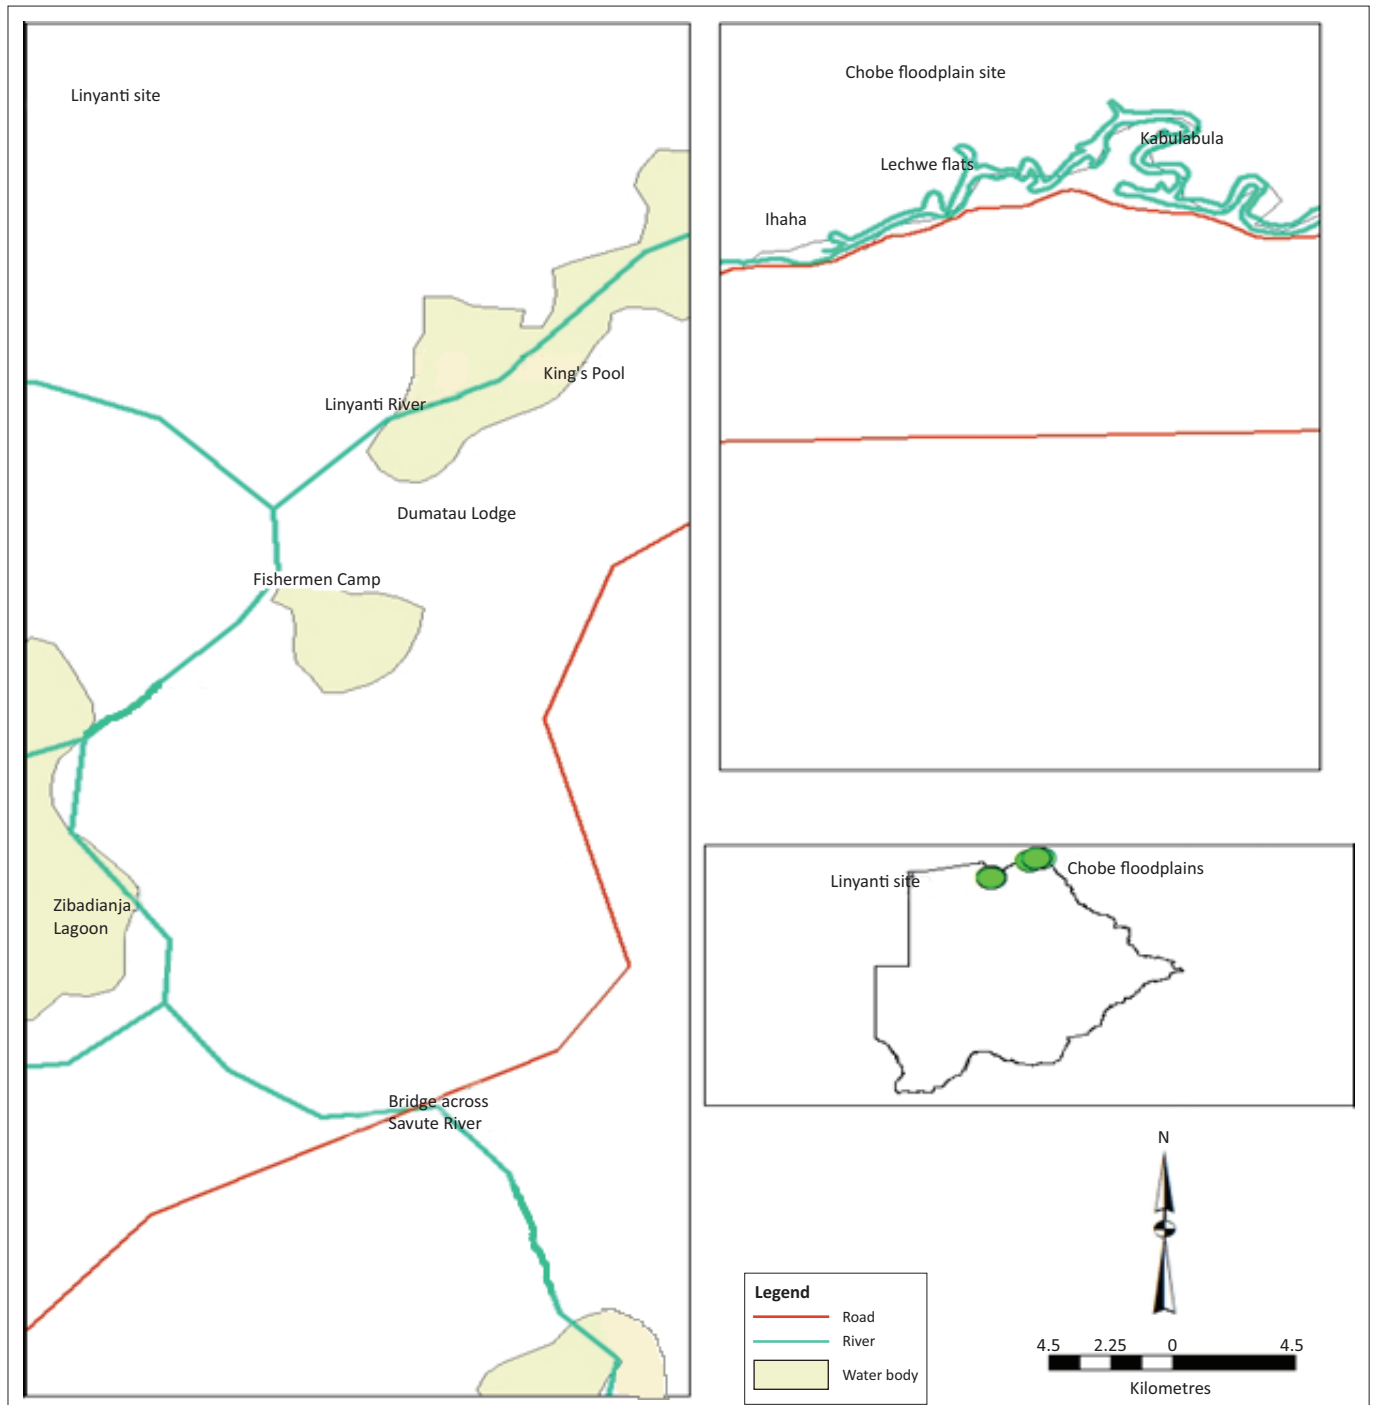 Linyanti site
King's Pool
Linyanti River
Dumatau Lodge
Fishermen Camp
Zibadianja
Lagoon
Bridge across
Savute River
Chobe floodplain site
Kabulabula
Lechwe flats
Ihaha
Linyanti site
Chobe floodplains
N
Legend
Road
River
Water body
4.5 2.25 0 4.5
Kilometres